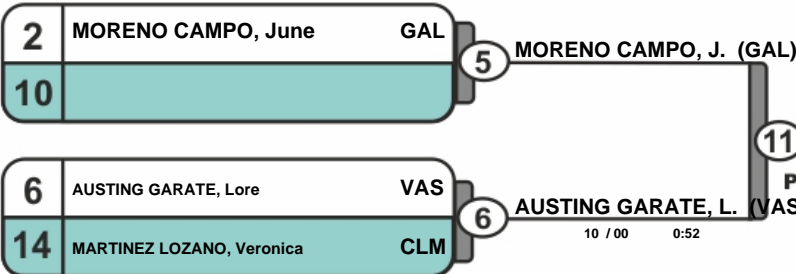 2 MORENO CAMPO, June GAL
10
5 MORENO CAMPO, J. (GAL)
11
P
6 AUSTING GARATE, Lore VAS
14 MARTINEZ LOZANO, Veronica CLM
6 AUSTING GARATE, L. (VAS
10 / 00 0:52